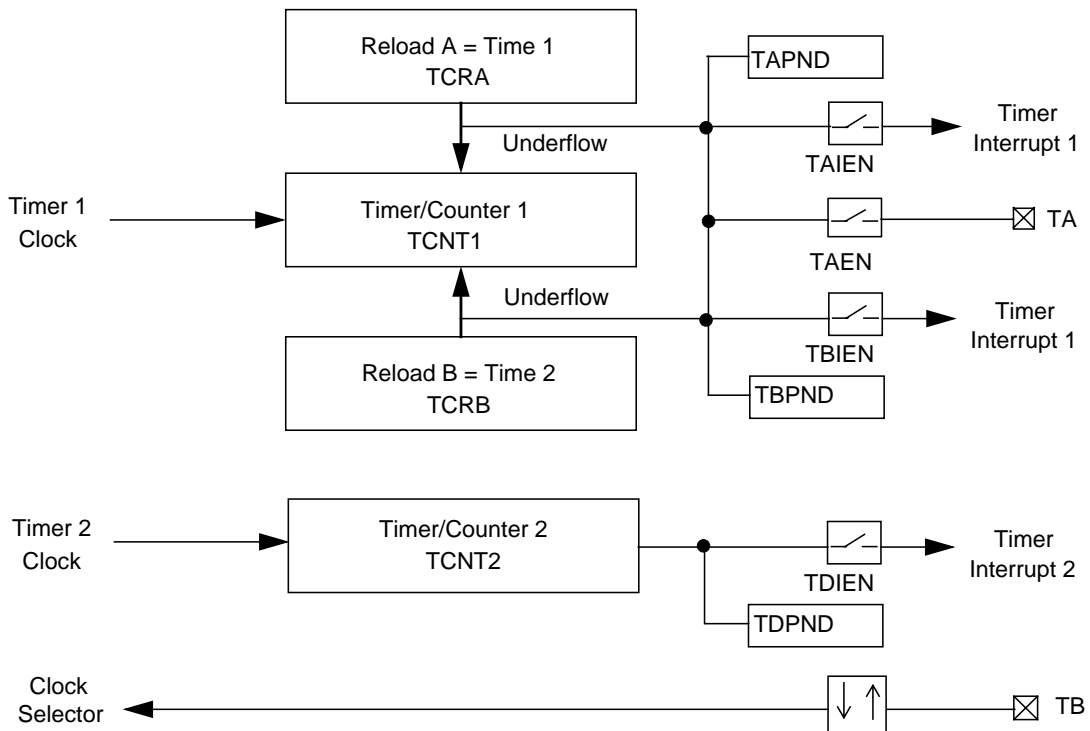 Reload A = Time 1
TCRA
TAPND
Underflow
Timer
Interrupt 1
TAIEN
Timer 1
Clock
Timer/Counter 1
TCNT1
TA
TAEN
Underflow
Timer
Interrupt 1
TBIEN
Reload B = Time 2
TCRB
TBPND
Timer 2
Clock
Timer/Counter 2
TCNT2
Timer
Interrupt 2
TDIEN
TDPND
Clock
Selector
TB